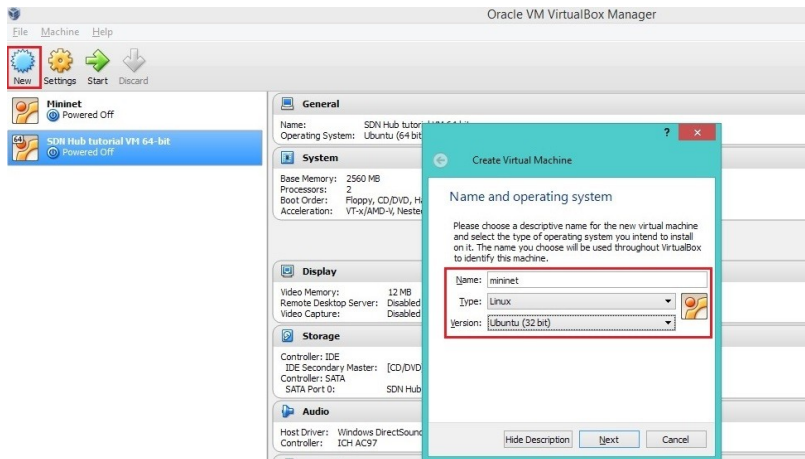 Oracle VM VirtualBox Manager
File Machine Help
New Settings Start Discard
Mininet
Powered Off
64
SDN Hub tutorial VM 64-bit
Powered Off
General
Name: SDN Hub
Operating System: Ubuntu (64 bit
System
Base Memory: 2560 MB
Processors: 2
Boot Order: Floppy, CD/DVD,
Acceleration: VT-x/AMD-V,
Display
Video Memory: 12 MB
Remote Desktop Server: Disabled
Video Capture: Disabled
Storage
Controller: IDE
IDE Secondary Master: [CD/DVD
Controller: SATA
SATA Port 0: SDN Hub
Audio
Host Driver: Windows DirectSound
Controller: ICH AC97
? ×
Create Virtual Machine
Name and operating system
Please choose a descriptive name for the new virtual machine
and select the type of operating system you intend to install
on it. The name you choose will be used throughout VirtualBox
to identify this machine.
Name: mininet
Type: Linux
Version: Ubuntu (32 bit)
Hide Description Next Cancel